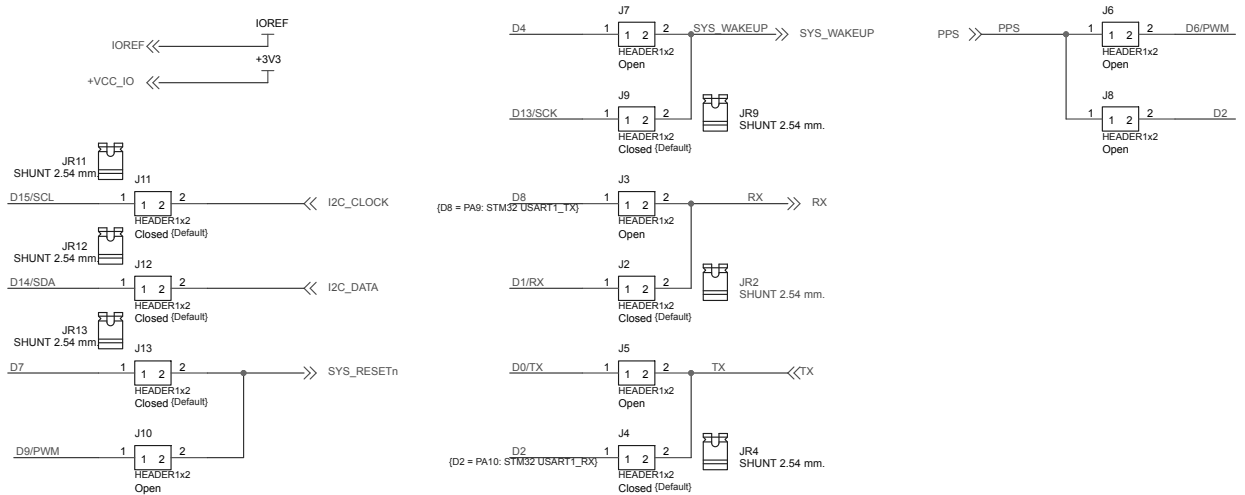 IOREF
IOREF
+3V3
+VCC_IO
JR11
SHUNT 2.54 mm.
J11
D15/SCL
1
1 2
2
I2C_CLOCK
HEADER1x2
Closed {Default}
JR12
SHUNT 2.54 mm.
J12
D14/SDA
1
1 2
2
I2C_DATA
HEADER1x2
Closed {Default}
JR13
SHUNT 2.54 mm.
J13
D7
1
1 2
2
SYS_RESETn
HEADER1x2
Closed {Default}
J10
D9/PWM
1
1 2
2
HEADER1x2
Open
J7
D4
1
1 2
2
SYS_WAKEUP
SYS_WAKEUP
HEADER1x2
Open
J9
D13/SCK
1
1 2
2
HEADER1x2
Closed {Default}
JR9
SHUNT 2.54 mm.
J3
D8
{D8 = PA9: STM32 USART1_TX}
1
1 2
2
RX
RX
HEADER1x2
Open
J2
D1/RX
1
1 2
2
HEADER1x2
Closed {Default}
JR2
SHUNT 2.54 mm.
J5
D0/TX
1
1 2
2
TX
TX
HEADER1x2
Open
J4
D2
{D2 = PA10: STM32 USART1_RX}
1
1 2
2
HEADER1x2
Closed {Default}
JR4
SHUNT 2.54 mm.
J6
PPS
PPS
1
1 2
2
D6/PWM
HEADER1x2
Open
J8
1
1 2
2
D2
HEADER1x2
Open